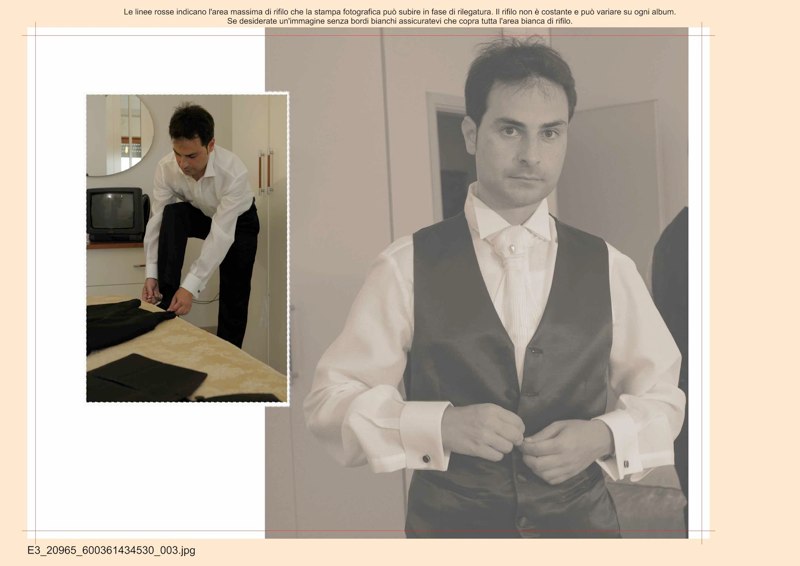 Le linee rosse indicano l'area massima di rifilo che la stampa fotografica può subire in fase di rilegatura. Il rifilo non è costante e può variare su ogni album.
Se desiderate un'immagine senza bordi bianchi assicuratevi che copra tutta l'area bianca di rifilo.
E3_20965_600361434530_003.jpg